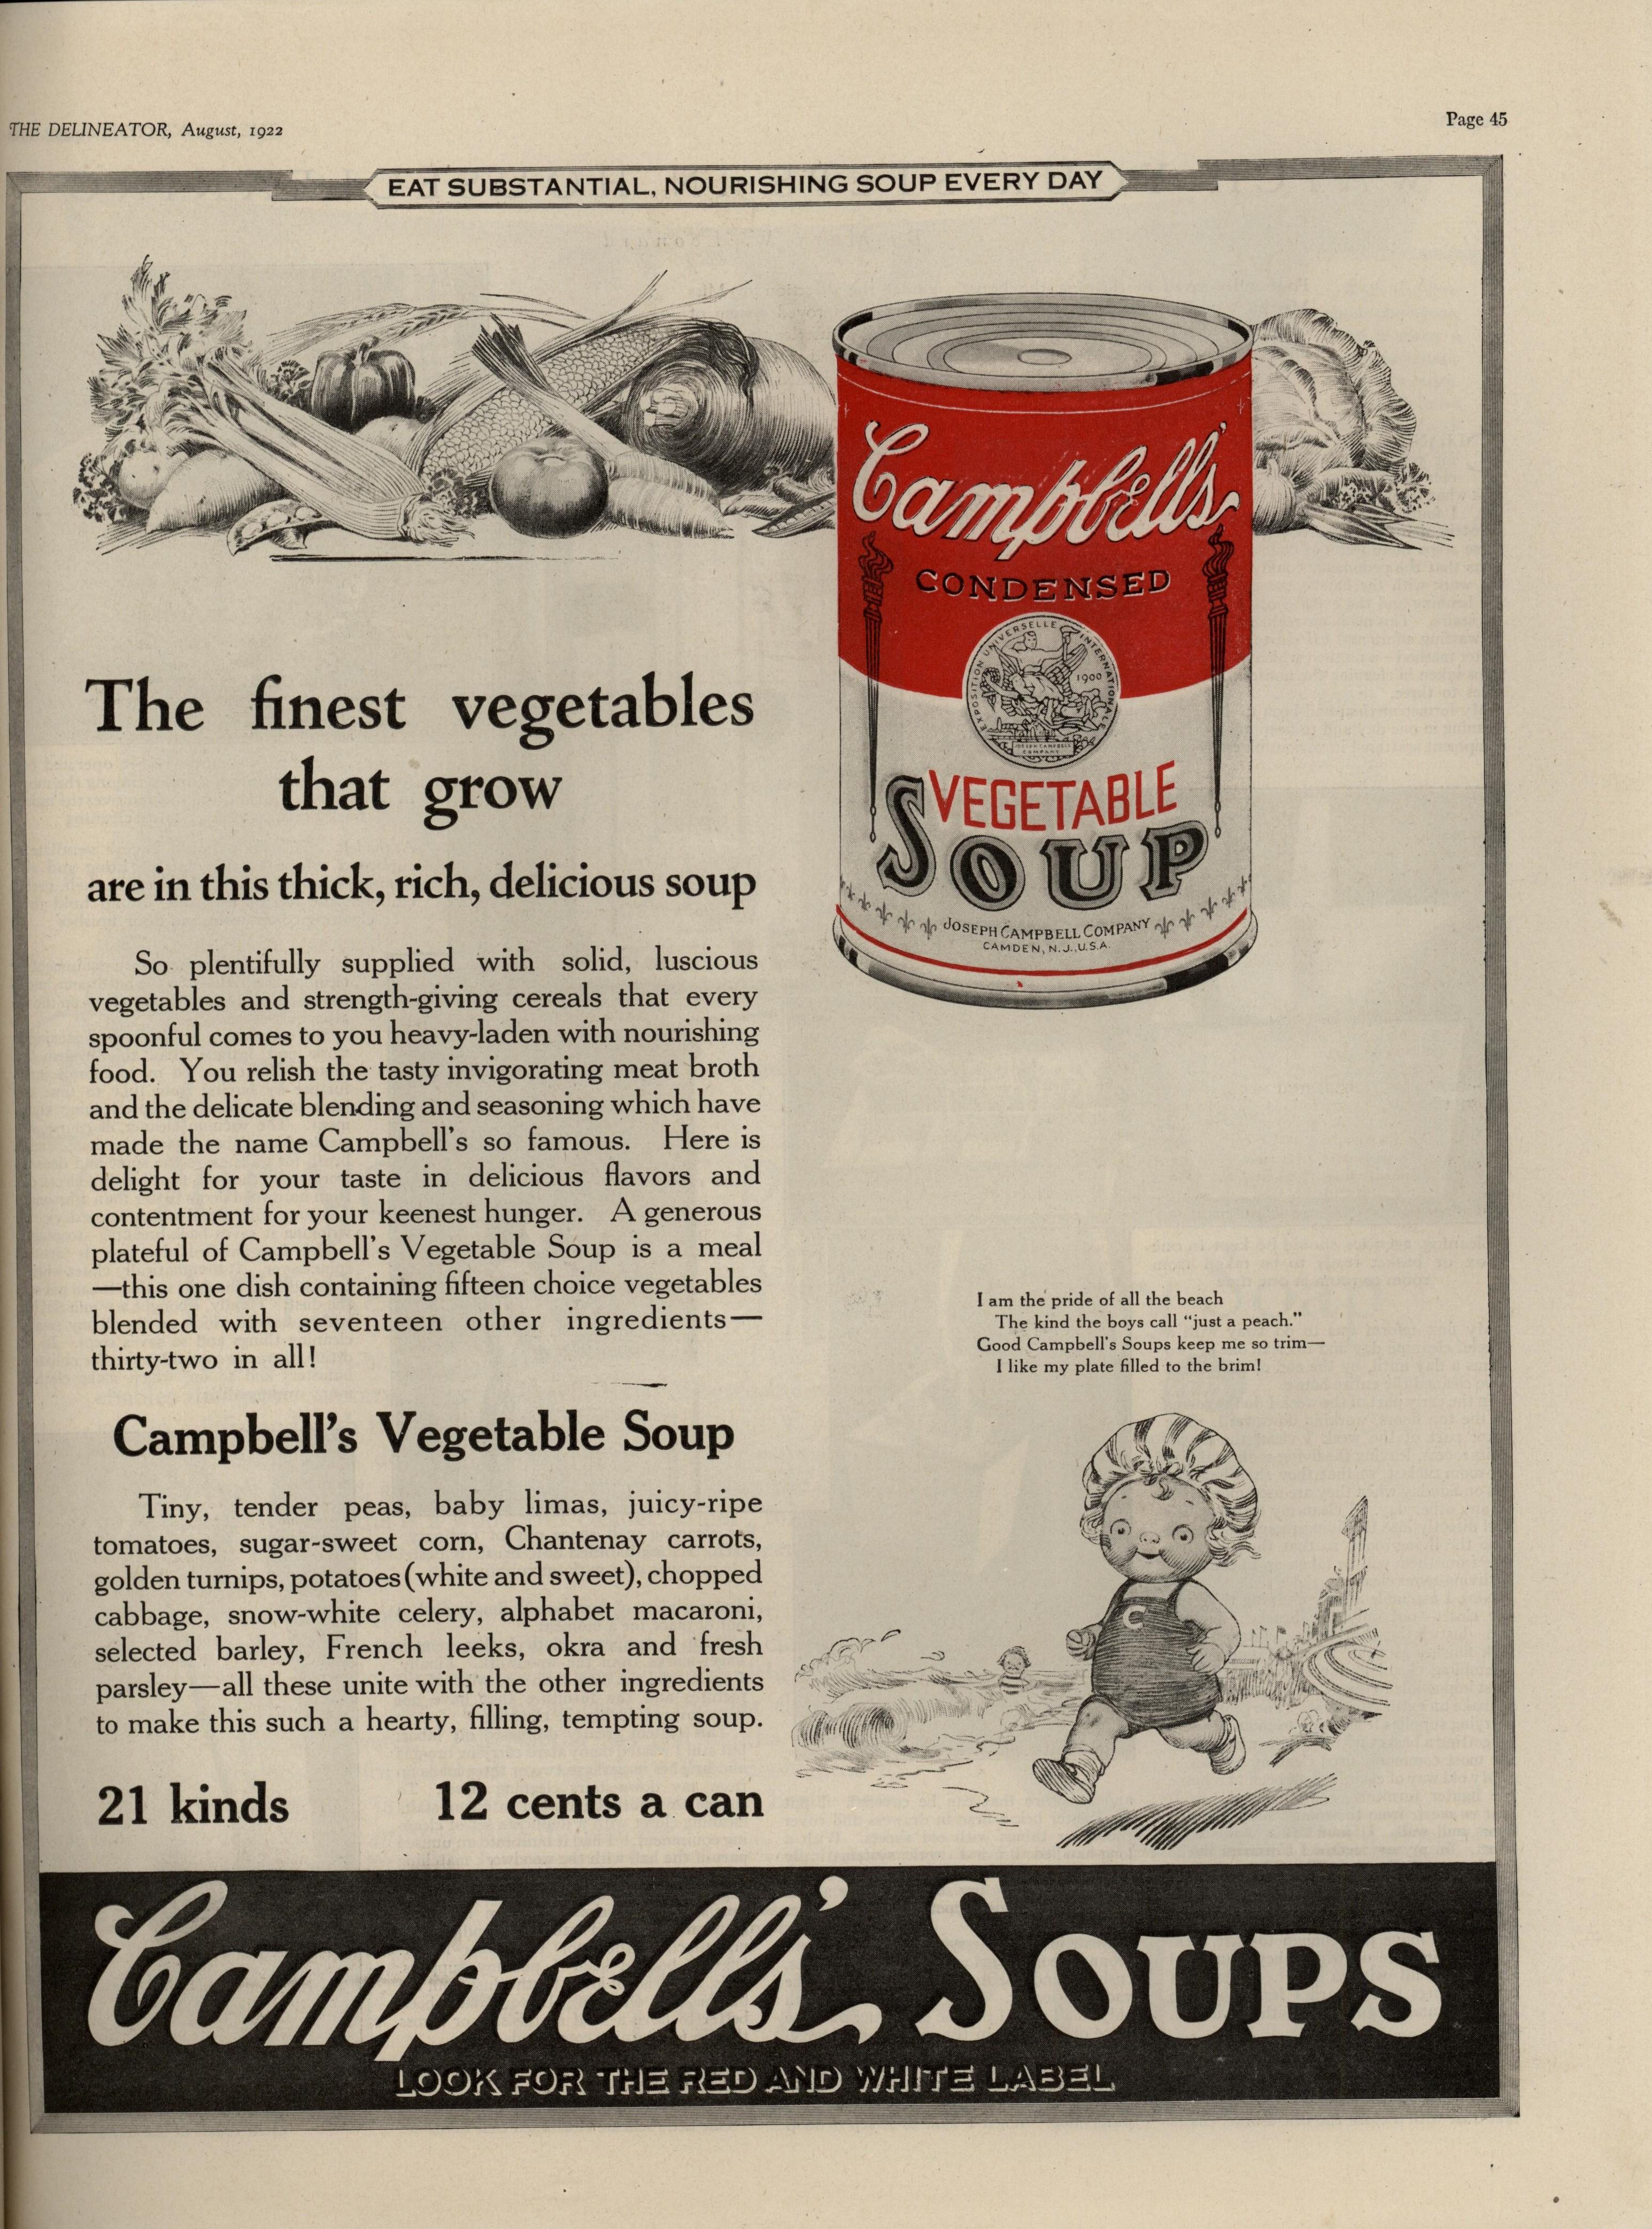 THE DELINEATOR, August, 1922
Page 45
EAT SUBSTANTIAL, NOURISHING SOUP EVERY DAY
Campbell's
CONDENSED
EXPOSITION UNIVERSELLE INTERNATIONALE
1900
JOSEPH CAMPBELL
COMPANY
VEGETABLE
SOUP
JOSEPH CAMPBELL COMPANY
CAMDEN, N.J., U.S.A.
The finest vegetables
that grow
are in this thick, rich, delicious soup
So plentifully supplied with solid, luscious
vegetables and strength-giving cereals that every
spoonful comes to you heavy-laden with nourishing
food. You relish the tasty invigorating meat broth
and the delicate blending and seasoning which have
made the name Campbell's so famous. Here is
delight for your taste in delicious flavors and
contentment for your keenest hunger. A generous
plateful of Campbell's Vegetable Soup is a meal
—this one dish containing fifteen choice vegetables
blended with seventeen other ingredients—
thirty-two in all!
Campbell's Vegetable Soup
Tiny, tender peas, baby limas, juicy-ripe
tomatoes, sugar-sweet corn, Chantenay carrots,
golden turnips, potatoes (white and sweet), chopped
cabbage, snow-white celery, alphabet macaroni,
selected barley, French leeks, okra and fresh
parsley—all these unite with the other ingredients
to make this such a hearty, filling, tempting soup.
21 kinds
12 cents a can
I am the pride of all the beach
The kind the boys call "just a peach."
Good Campbell's Soups keep me so trim—
I like my plate filled to the brim!
C
Campbell's SOUPS
LOOK FOR THE RED AND WHITE LABEL